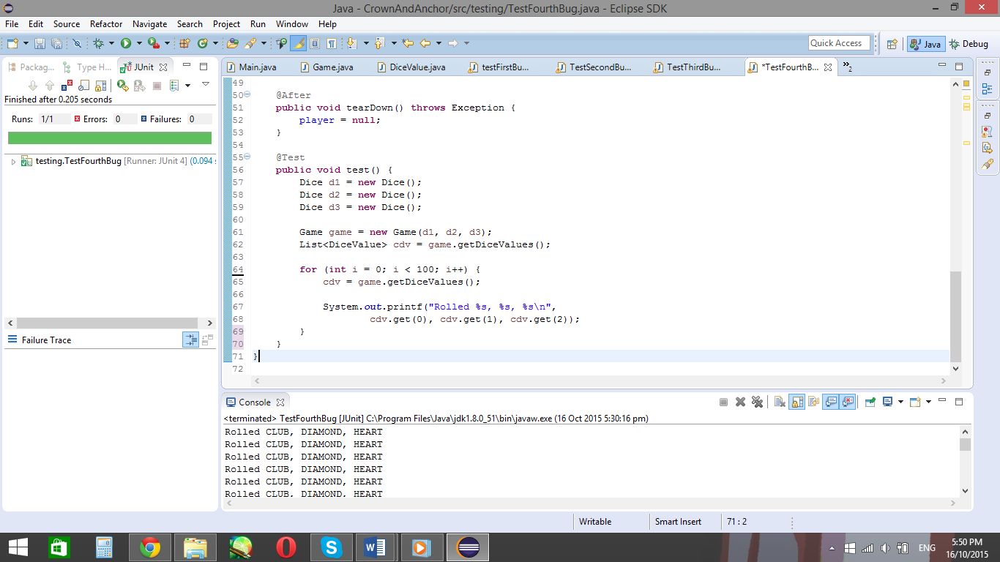 Java - CrownAndAnchor/src/testing/TestFourthBug.java - Eclipse SDK
File Edit Source Refactor Navigate Search Project Run Window Help
Quick Access
Java
Debug
Packag...
Type H...
JUnit
Finished after 0.205 seconds
Runs: 1/1 Errors: 0 Failures: 0
testing.TestFourthBug [Runner: JUnit 4] (0.094 s
Failure Trace
Main.java Game.java DiceValue.java testFirstBu... TestSecondBu... TestThirdBu... *TestFourthB... »2
49
50 @After
51 public void tearDown() throws Exception {
52 player = null;
53 }
54
55 @Test
56 public void test() {
57 Dice d1 = new Dice();
58 Dice d2 = new Dice();
59 Dice d3 = new Dice();
60
61 Game game = new Game(d1, d2, d3);
62 List<DiceValue> cdv = game.getDiceValues();
63
64 for (int i = 0; i < 100; i++) {
65 cdv = game.getDiceValues();
66
67 System.out.printf("Rolled %s, %s, %s\n",
68 cdv.get(0), cdv.get(1), cdv.get(2));
69 }
70 }
71 }
72
Console
<terminated> TestFourthBug [JUnit] C:\Program Files\Java\jdk1.8.0_51\bin\javaw.exe (16 Oct 2015 5:30:16 pm)
Rolled CLUB, DIAMOND, HEART
Rolled CLUB, DIAMOND, HEART
Rolled CLUB, DIAMOND, HEART
Rolled CLUB, DIAMOND, HEART
Rolled CLUB, DIAMOND, HEART
Rolled CLUB, DIAMOND, HEART
Writable Smart Insert 71 : 2
ENG
5:50 PM
16/10/2015